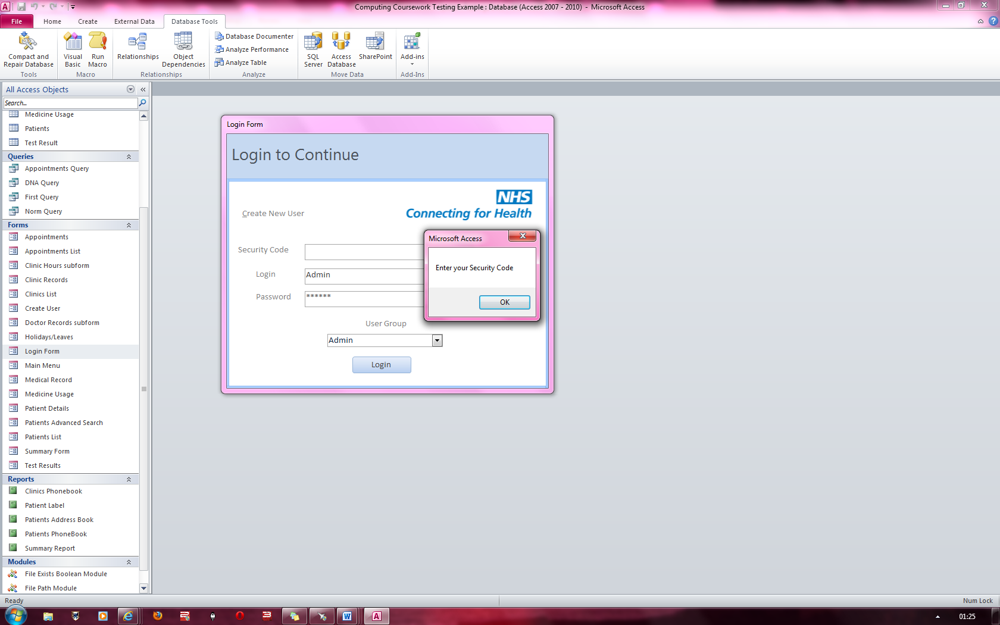 Computing Coursework Testing Example : Database (Access 2007 - 2010) - Microsoft Access
File Home Create External Data Database Tools
Compact and Repair Database
Visual Basic
Run Macro
Relationships
Object Dependencies
Database Documenter
Analyze Performance
Analyze Table
SQL Server
Access Database
SharePoint
Add-ins
Tools Macro Relationships Analyze Move Data Add-Ins
All Access Objects
Search...
Medicine Usage
Patients
Test Result
Queries
Appointments Query
DNA Query
First Query
Norm Query
Forms
Appointments
Appointments List
Clinic Hours subform
Clinic Records
Clinics List
Create User
Doctor Records subform
Holidays/Leaves
Login Form
Main Menu
Medical Record
Medicine Usage
Patient Details
Patients Advanced Search
Patients List
Summary Form
Test Results
Reports
Clinics Phonebook
Patient Label
Patients Address Book
Patients PhoneBook
Summary Report
Modules
File Exists Boolean Module
File Path Module
Login Form
Login to Continue
NHS
Connecting for Health
Create New User
Security Code
Login Admin
Password ******
User Group
Admin
Login
Microsoft Access
Enter your Security Code
OK
Ready
Num Lock
01:25